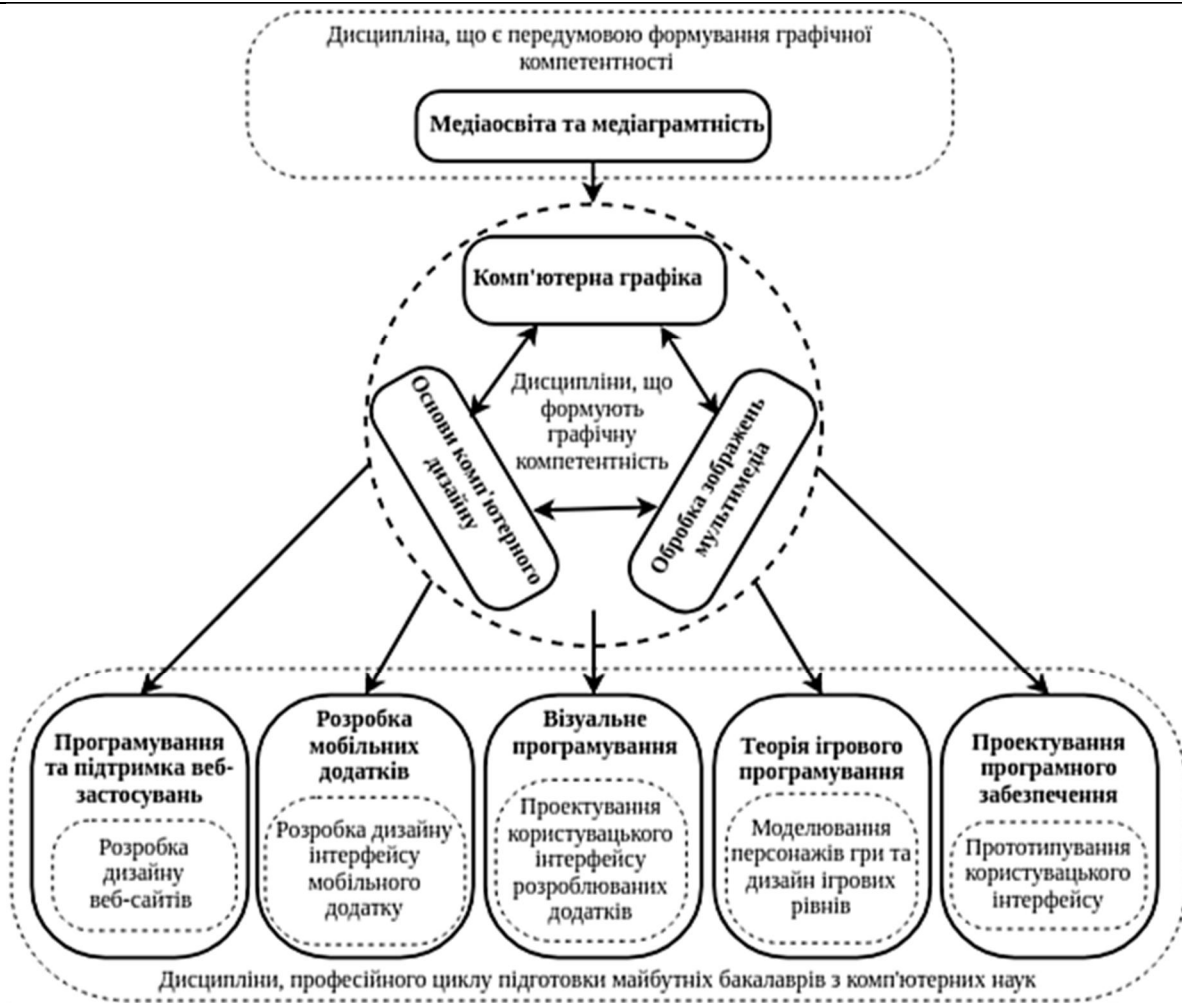 Дисципліна, що є передумовою формування графічної
компетентності
Медіаосвіта та медіаграмтність
Комп'ютерна графіка
Дисципліни, що
формують
графічну
компетентність
Основи комп'ютерного
дизайну
Обробка зображень
мультимедіа
Програмування
та підтримка веб-
застосувань
Розробка
дизайну
веб-сайтів
Розробка
мобільних
додатків
Розробка дизайну
інтерфейсу
мобільного
додатку
Візуальне
програмування
Проектування
користувацького
інтерфейсу
розроблюваних
додатків
Теорія ігрового
програмування
Моделювання
персонажів гри та
дизайн ігрових
рівнів
Проектування
програмного
забезпечення
Прототипування
користувацького
інтерфейсу
Дисципліни, професійного циклу підготовки майбутніх бакалаврів з комп'ютерних наук